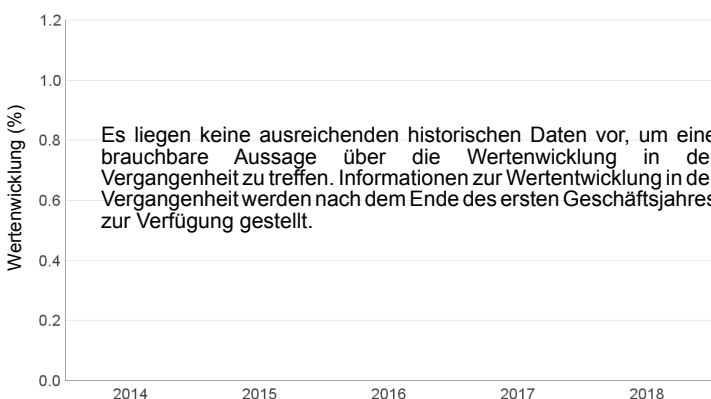 1.2
1.0
Wertenwicklung (%)
0.8
Es liegen keine ausreichenden historischen Daten vor, um eine
brauchbare Aussage über die Wertenwicklung in de
Vergangenheit zu treffen. Informationen zur Wertentwicklung in de
Vergangenheit werden nach dem Ende des ersten Geschäftsjahres
zur Verfügung gestellt.
0.6
0.4
0.2
0.0
2014 2015 2016 2017 2018